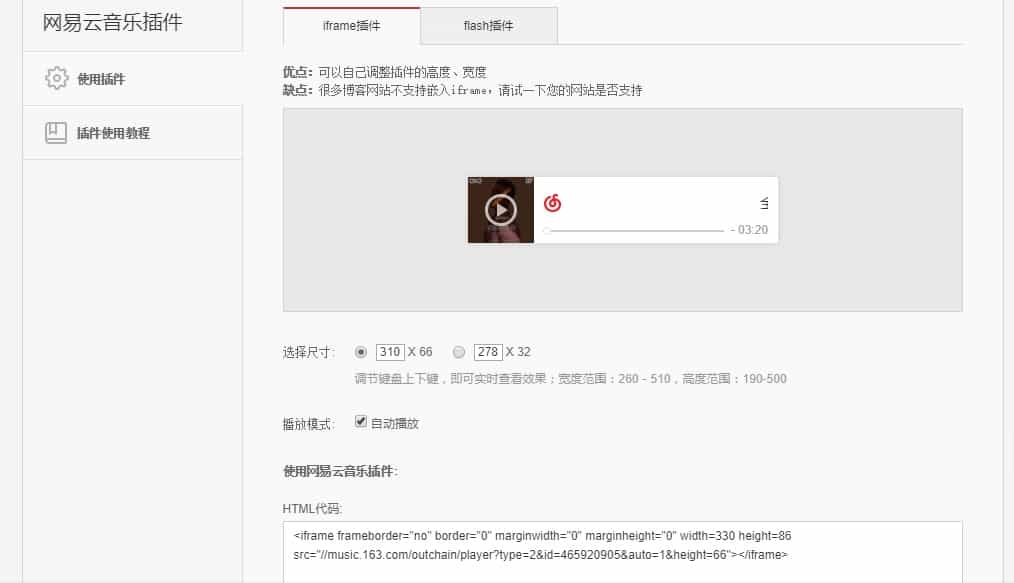 网易云音乐插件
使用插件
插件使用教程
iframe插件
flash插件
优点：可以自己调整插件的高度、宽度
缺点：很多博客网站不支持嵌入iframe，请试一下您的网站是否支持
- 03:20
选择尺寸： 310 X 66 278 X 32
调节键盘上下键，即可实时查看效果；宽度范围：260 - 510，高度范围：190-500
播放模式： 自动播放
使用网易云音乐插件：
HTML代码:
<iframe frameborder="no" border="0" marginwidth="0" marginheight="0" width=330 height=86
src="//music.163.com/outchain/player?type=2&id=465920905&auto=1&height=66"></iframe>